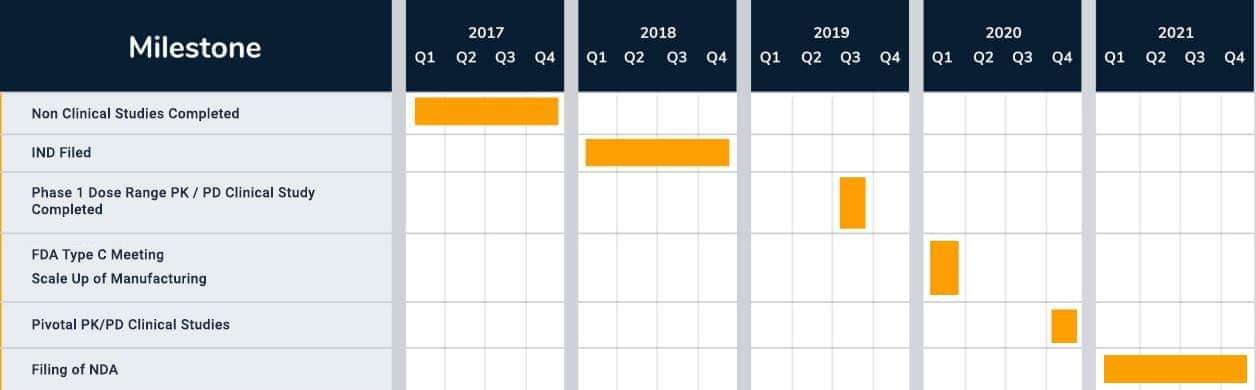 Milestone
2017
Q1 Q2 Q3 Q4
2018
Q1 Q2 Q3 Q4
2019
Q1 Q2 Q3 Q4
2020
Q1 Q2 Q3 Q4
2021
Q1 Q2 Q3 Q4
Non Clinical Studies Completed
IND Filed
Phase 1 Dose Range PK / PD Clinical Study
Completed
FDA Type C Meeting
Scale Up of Manufacturing
Pivotal PK/PD Clinical Studies
Filing of NDA